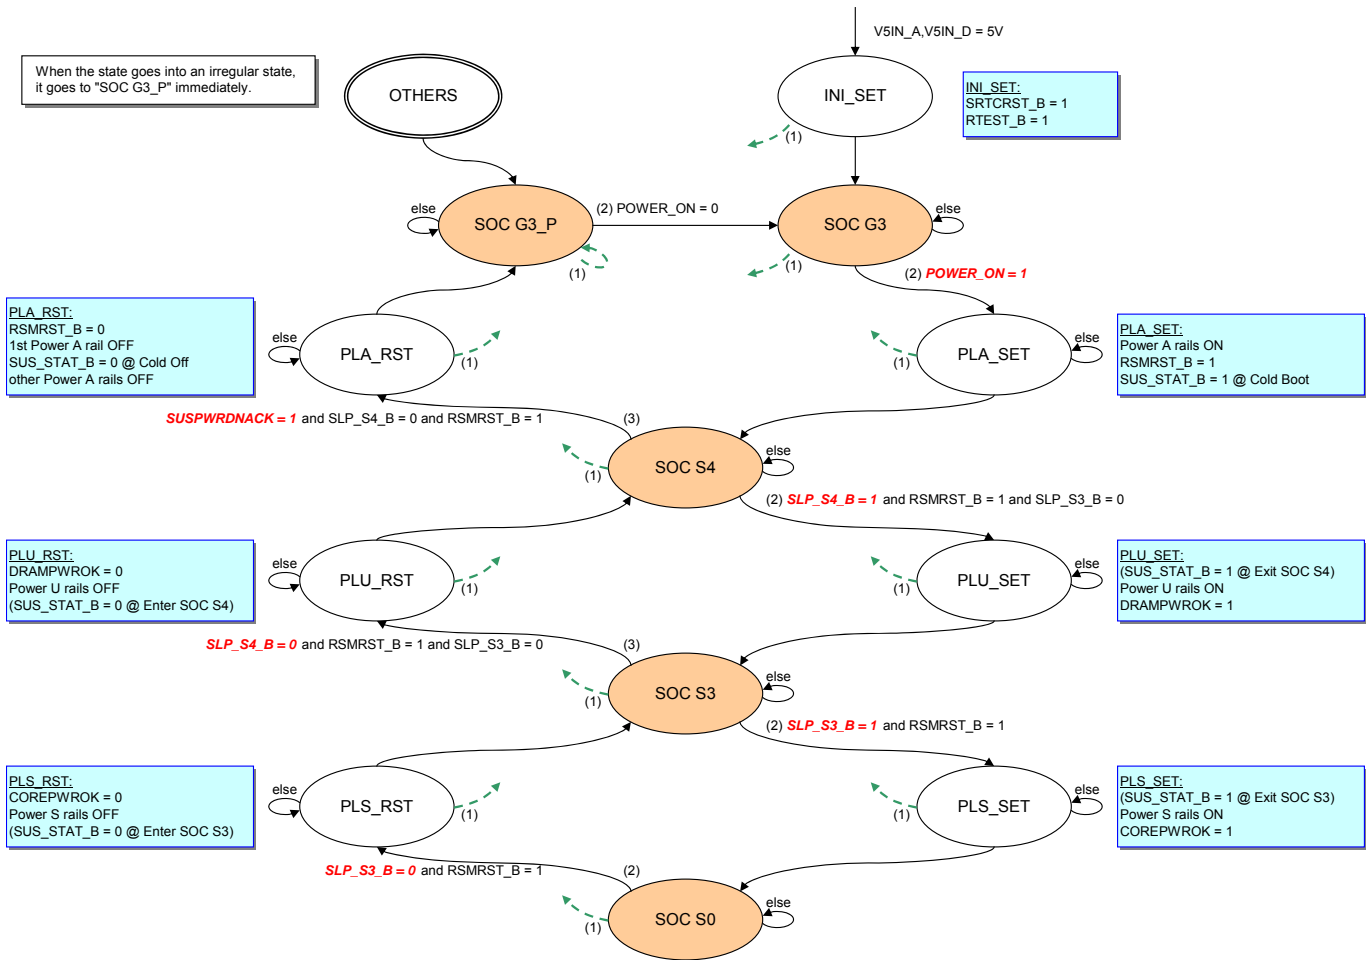 V5IN_A,V5IN_D = 5V
When the state goes into an irregular state,
it goes to "SOC G3_P" immediately.
OTHERS
INI_SET
INI_SET:
SRTCRST_B = 1
RTEST_B = 1
(1)
else
SOC G3_P
(2) POWER_ON = 0
SOC G3
else
(1)
(1)
(2) POWER_ON = 1
PLA_RST:
RSMRST_B = 0
1st Power A rail OFF
SUS_STAT_B = 0 @ Cold Off
other Power A rails OFF
else
PLA_RST
(1)
PLA_SET
else
(1)
PLA_SET:
Power A rails ON
RSMRST_B = 1
SUS_STAT_B = 1 @ Cold Boot
SUSPWRDNACK = 1 and SLP_S4_B = 0 and RSMRST_B = 1
(3)
SOC S4
else
(1)
(2) SLP_S4_B = 1 and RSMRST_B = 1 and SLP_S3_B = 0
PLU_RST:
DRAMPWROK = 0
Power U rails OFF
(SUS_STAT_B = 0 @ Enter SOC S4)
else
PLU_RST
(1)
PLU_SET
else
(1)
PLU_SET:
(SUS_STAT_B = 1 @ Exit SOC S4)
Power U rails ON
DRAMPWROK = 1
SLP_S4_B = 0 and RSMRST_B = 1 and SLP_S3_B = 0
(3)
SOC S3
else
(1)
(2) SLP_S3_B = 1 and RSMRST_B = 1
PLS_RST:
COREPWROK = 0
Power S rails OFF
(SUS_STAT_B = 0 @ Enter SOC S3)
else
PLS_RST
(1)
PLS_SET
else
(1)
PLS_SET:
(SUS_STAT_B = 1 @ Exit SOC S3)
Power S rails ON
COREPWROK = 1
SLP_S3_B = 0 and RSMRST_B = 1
(2)
SOC S0
else
(1)